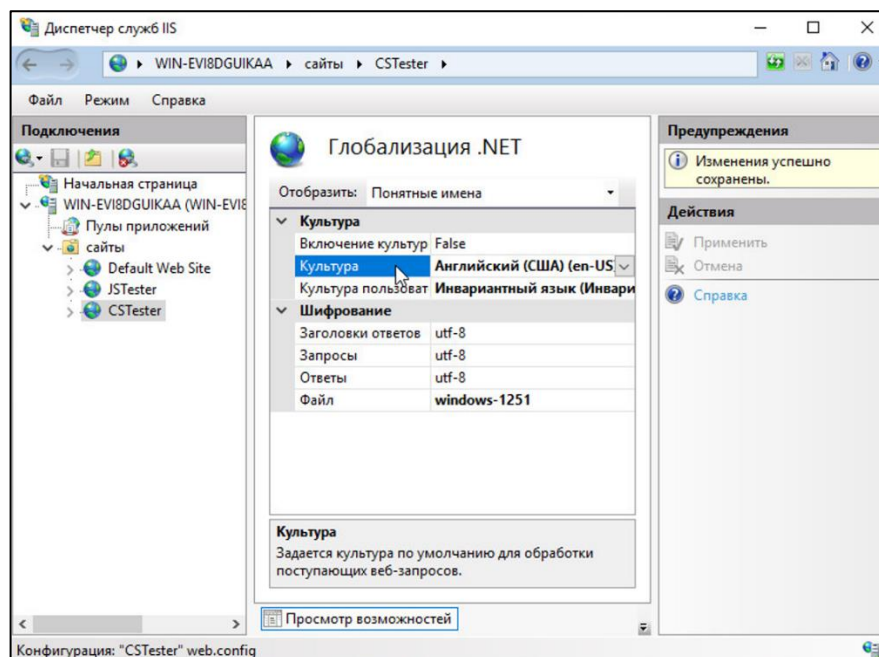 Диспетчер служб IIS
WIN-EVI8DGUIKAA сайты CSTester
Файл Режим Справка
Подключения
Начальная страница
WIN-EVI8DGUIKAA (WIN-EVI8
Пулы приложений
сайты
Default Web Site
JSTester
CSTester
Глобализация .NET
Отобразить: Понятные имена
Культура
Включение культур False
Культура Английский (США) (en-US
Культура пользоват Инвариантный язык (Инвари
Шифрование
Заголовки ответов utf-8
Запросы utf-8
Ответы utf-8
Файл windows-1251
Культура
Задается культура по умолчанию для обработки
поступающих веб-запросов.
Просмотр возможностей
Предупреждения
Изменения успешно
сохранены.
Действия
Применить
Отмена
Справка
Конфигурация: "CSTester" web.config